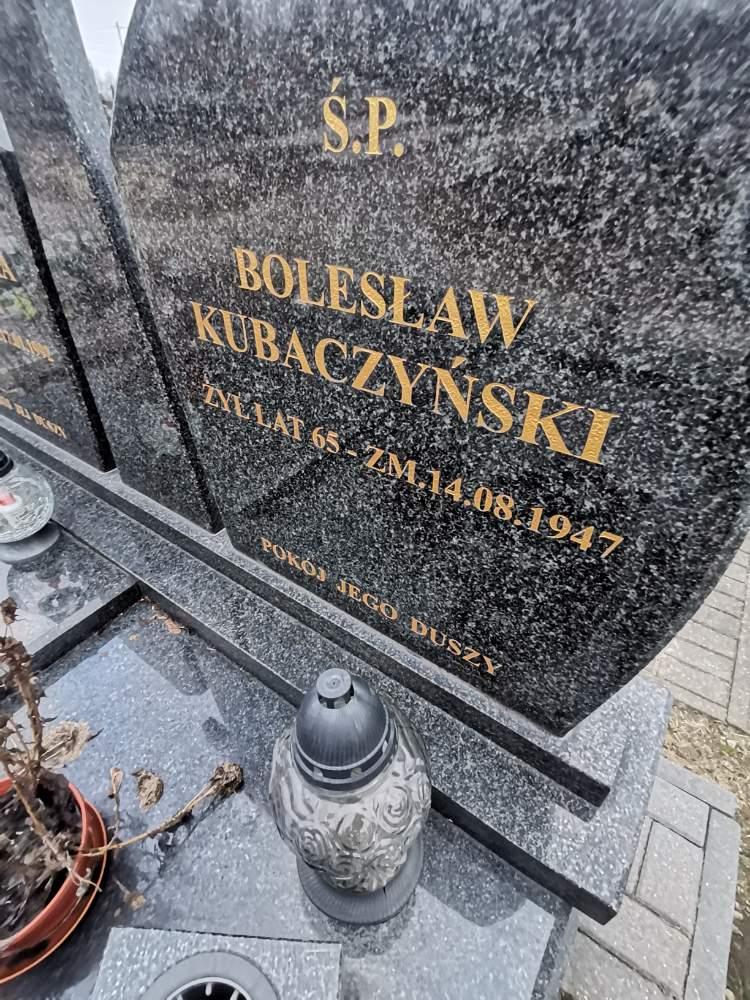 Ś.P.
BOLESŁAW
KUBACZYŃSKI
ŻYŁ LAT 65 - ZM.14.08.1947
POKÓJ JEGO DUSZY